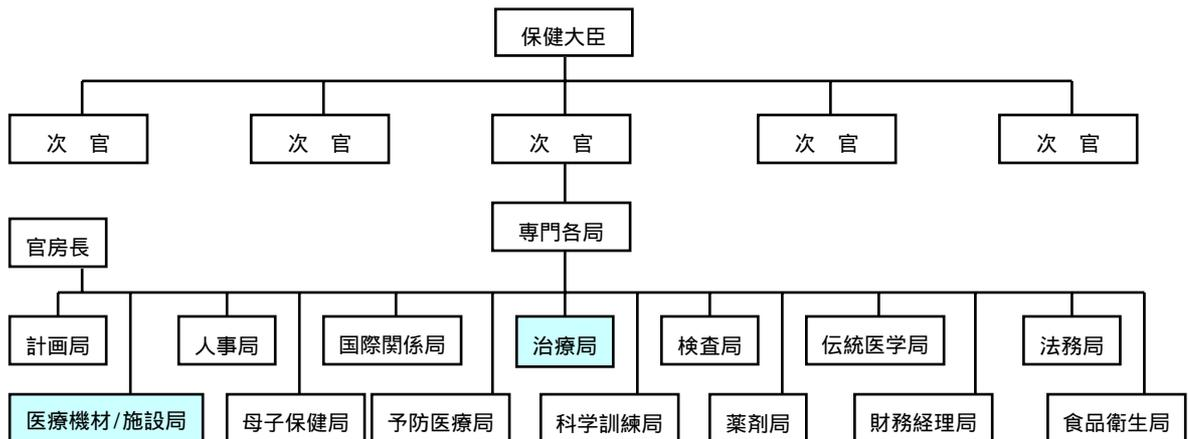 保健大臣
次　官
次　官
次　官
次　官
次　官
専門各局
官房長
計画局
人事局
国際関係局
治療局
検査局
伝統医学局
法務局
医療機材/施設局
母子保健局
予防医療局
科学訓練局
薬剤局
財務経理局
食品衛生局